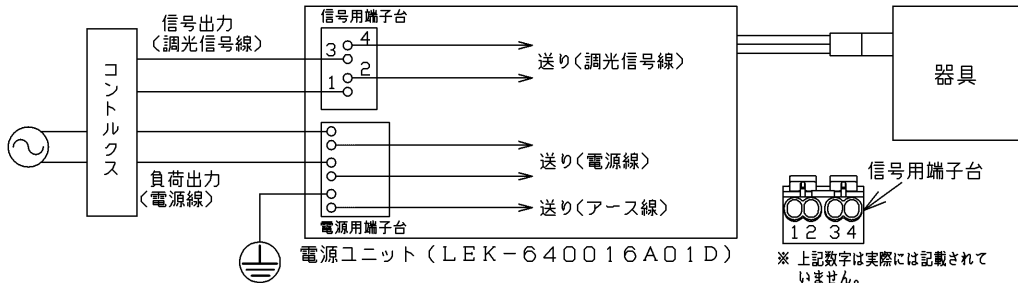 信号出力
(調光信号線)
コントルクス
負荷出力
(電源線)
信号用端子台
3 4
1 2
送り(調光信号線)
送り(電源線)
送り(アース線)
電源用端子台
電源ユニット(LEK-640016A01D)
器具
信号用端子台
1 2 3 4
※ 上記数字は実際には記載されて
いません。